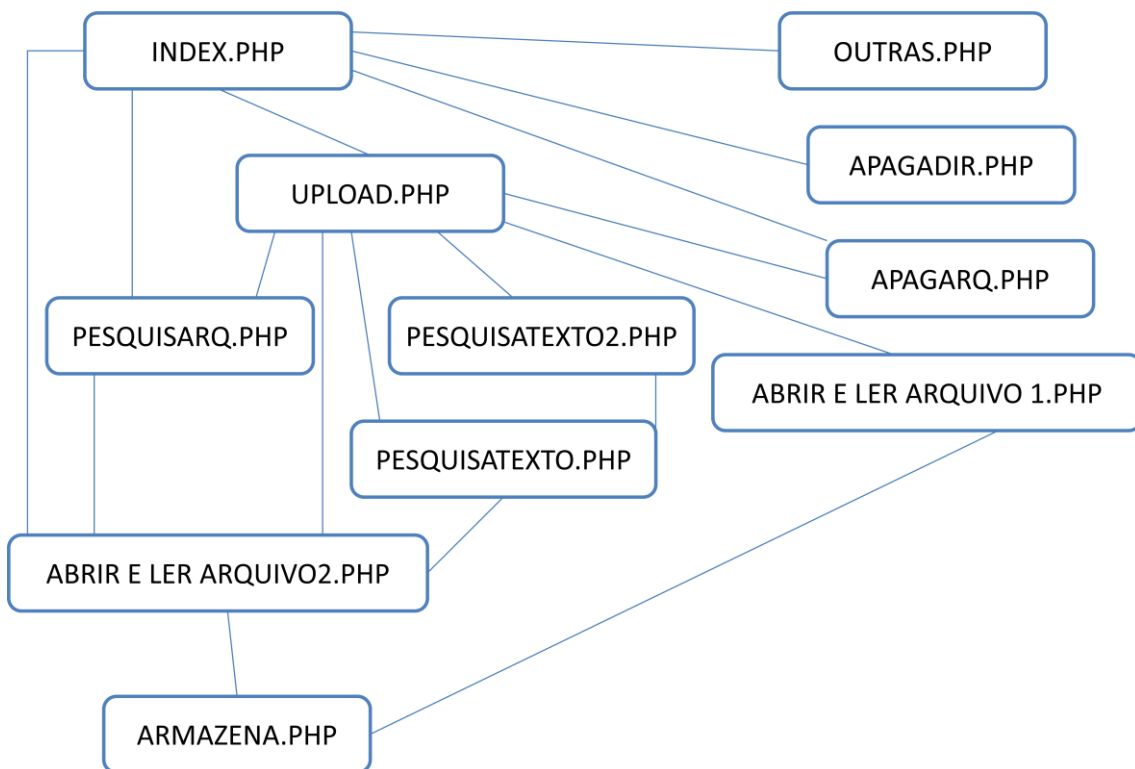 INDEX.PHP
OUTRAS.PHP
APAGADIR.PHP
UPLOAD.PHP
APAGARQ.PHP
PESQUISARQ.PHP
PESQUISATEXTO2.PHP
ABRIR E LER ARQUIVO 1.PHP
PESQUISATEXTO.PHP
ABRIR E LER ARQUIVO2.PHP
ARMAZENA.PHP